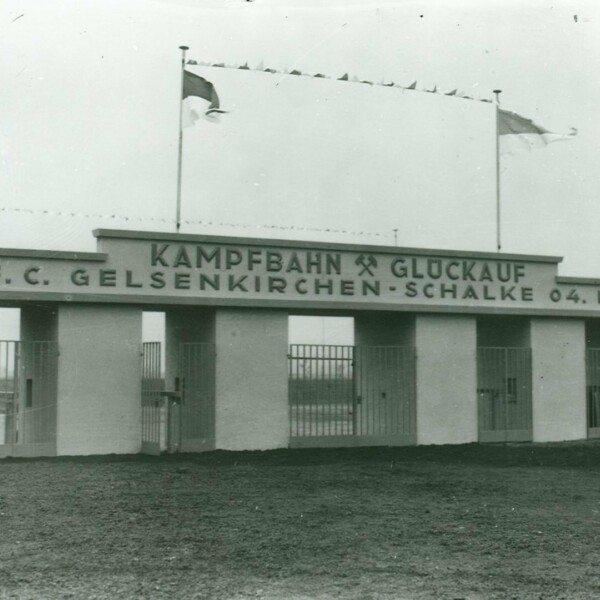 KAMPFBAHN ⚒ GLÜCKAUF
F. C. GELSENKIRCHEN-SCHALKE 04.